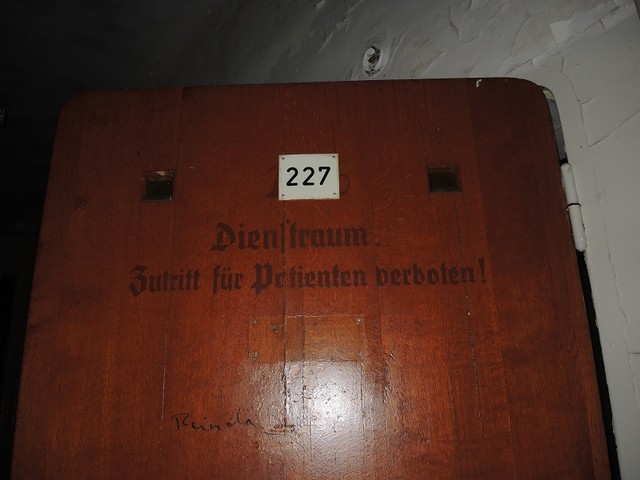 227
Dienstraum.
Zutritt für Patienten verboten!